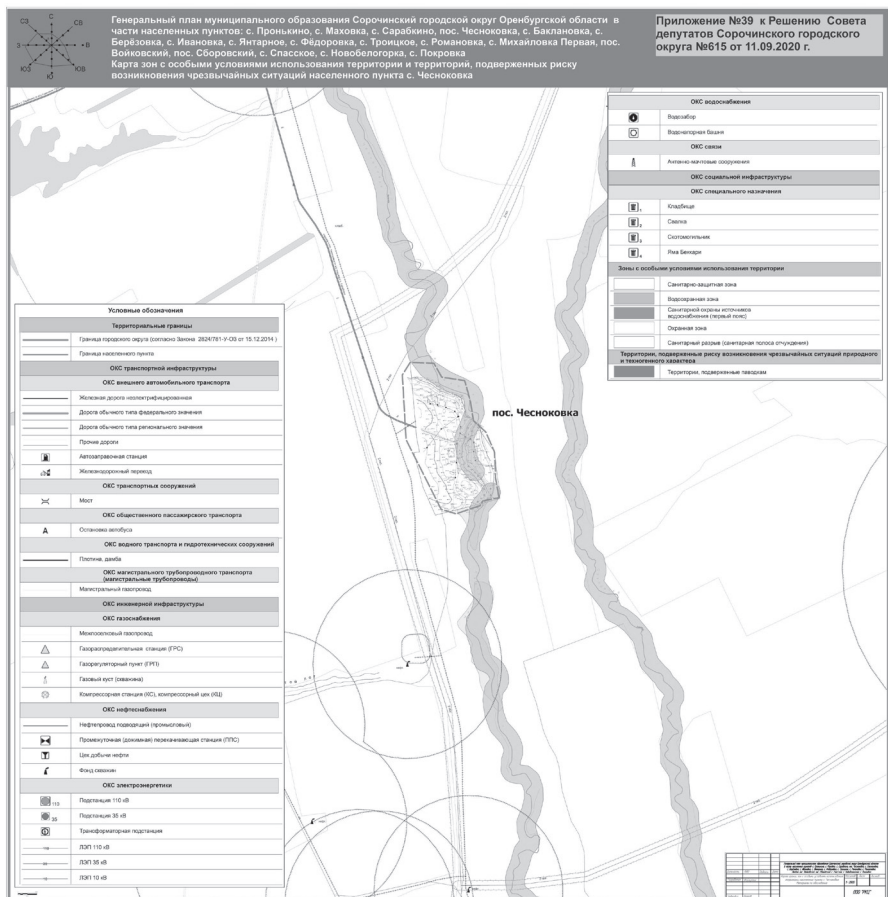 С
СВ
В
ЮВ
Ю
ЮЗ
З
СЗ
Генеральный план муниципального образования Сорочинский городской округ Оренбургской области в
части населенных пунктов: с. Пронькино, с. Маховка, с. Сарабкино, пос. Чесноковка, с. Баклановка, с.
Берёзовка, с. Ивановка, с. Янтарное, с. Фёдоровка, с. Троицкое, с. Романовка, с. Михайловка Первая, пос.
Войковский, пос. Сборовский, с. Спасское, с. Новобелогорка, с. Покровка
Карта зон с особыми условиями использования территории и территорий, подверженных риску
возникновения чрезвычайных ситуаций населенного пункта с. Чесноковка
Приложение №39 к Решению Совета
депутатов Сорочинского городского
округа №615 от 11.09.2020 г.
ОКС водоснабжения
Водозабор
Водонапорная башня
ОКС связи
Антенно-мачтовые сооружения
ОКС социальной инфраструктуры
ОКС специального назначения
1 Кладбище
2 Свалка
3 Скотомогильник
4 Яма Беккари
Зоны с особыми условиями использования территории
Санитарно-защитная зона
Водоохранная зона
Санитарной охраны источников
водоснабжения (первый пояс)
Охранная зона
Санитарный разрыв (санитарная полоса отчуждения)
Территории, подверженные риску возникновения чрезвычайных ситуаций природного
и техногенного характера
Территории, подверженные паводкам
пос. Чесноковка
Условные обозначения
Территориальные границы
Граница городского округа (согласно Закона 2824/781-V-ОЗ от 15.12.2014 )
Граница населенного пункта
ОКС транспортной инфраструктуры
ОКС внешнего автомобильного транспорта
Железная дорога неэлектрифицированная
Дорога обычного типа федерального значения
Дорога обычного типа регионального значения
Прочие дороги
Автозаправочная станция
Железнодорожный переезд
ОКС транспортных сооружений
Мост
ОКС общественного пассажирского транспорта
А Остановка автобуса
ОКС водного транспорта и гидротехнических сооружений
Плотина, дамба
ОКС магистрального трубопроводного транспорта
(магистральные трубопроводы)
Магистральный газопровод
ОКС инженерной инфраструктуры
ОКС газоснабжения
Межпоселковый газопровод
Газораспределительная станция (ГРС)
Газорегуляторный пункт (ГРП)
Газовый куст (скважина)
Компрессорная станция (КС), компрессорный цех (КЦ)
ОКС нефтеснабжения
Нефтепровод подводящий (промысловый)
Промежуточная (дожимная) перекачивающая станция (ППС)
Цех добычи нефти
Фонд скважин
ОКС электроэнергетики
110 Подстанция 110 кВ
35 Подстанция 35 кВ
Трансформаторная подстанция
ЛЭП 110 кВ
ЛЭП 35 кВ
ЛЭП 10 кВ